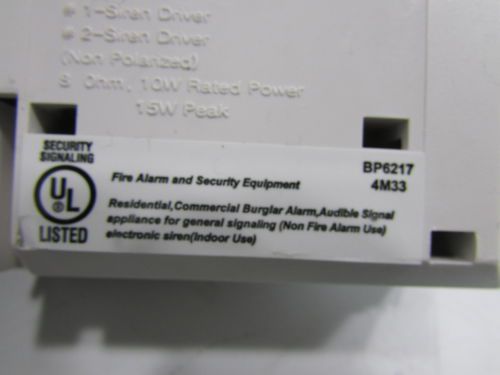 # 1-Siren Driver
# 2-Siren Driver
(Non Polarized)
8 Ohm, 10W Rated Power
15W Peak
SECURITY
SIGNALING
UL
LISTED
Fire Alarm and Security Equipment
BP6217
4M33
Residential,Commercial Burglar Alarm,Audible Signal
appliance for general signaling (Non Fire Alarm Use)
electronic siren(Indoor Use)